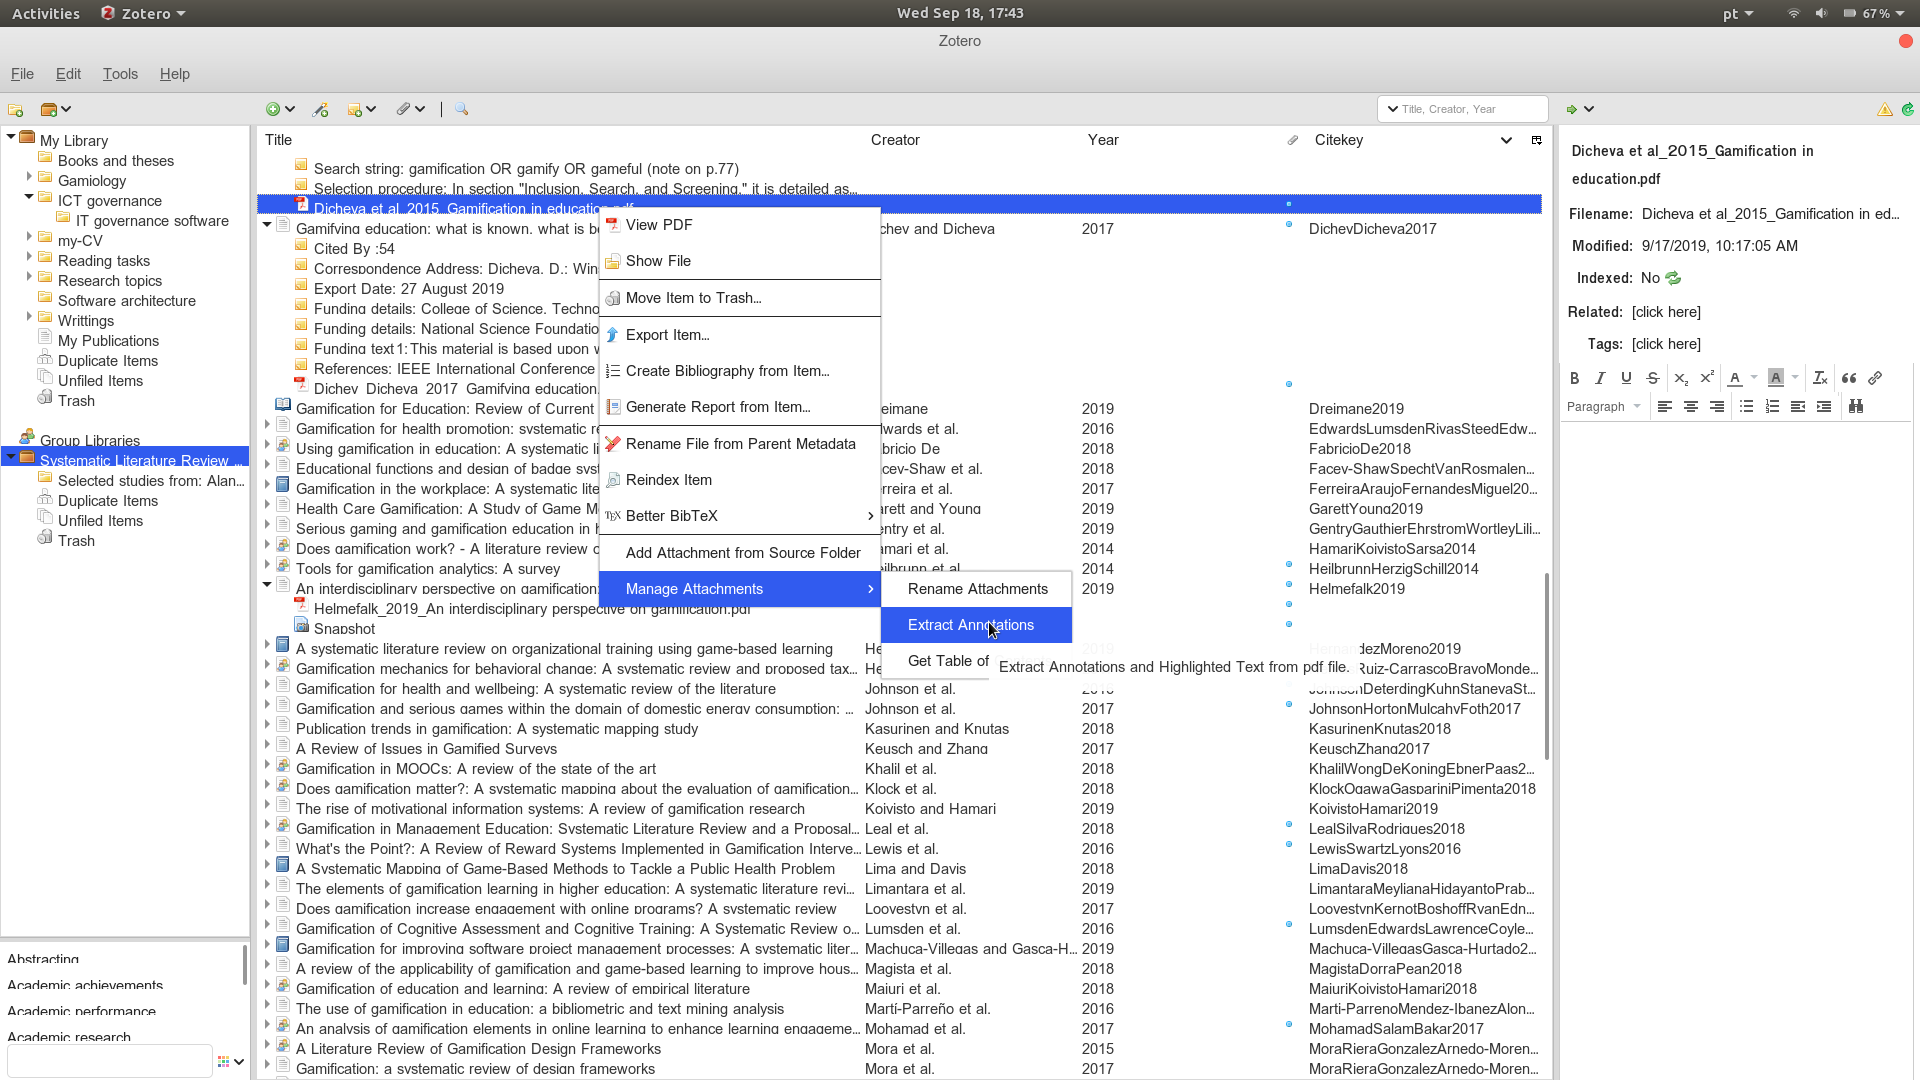 Activities Zotero Wed Sep 18, 17:43 pt 67%
Zotero
File Edit Tools Help
Title, Creator, Year
My Library
Books and theses
Gamiology
ICT governance
IT governance software
my-CV
Reading tasks
Research topics
Software architecture
Writtings
My Publications
Duplicate Items
Unfiled Items
Trash
Group Libraries
Systematic Literature Review ...
Selected studies from: Alan...
Duplicate Items
Unfiled Items
Trash
Abstracting
Academic achievements
Academic performance
Academic research
Title Creator Year Citekey
Search string: gamification OR gamify OR gameful (note on p.77)
Selection procedure: In section "Inclusion, Search, and Screening," it is detailed as...
Dicheva et al_2015_Gamification in education.pdf
Gamifying education: what is known, what is be chev and Dicheva 2017 DichevDicheva2017
Cited By :54
Correspondence Address: Dicheva, D.; Wins
Export Date: 27 August 2019
Funding details: College of Science, Techno
Funding details: National Science Foundatio
Funding text 1: This material is based upon w
References: IEEE International Conference
Dichev_Dicheva_2017_Gamifying education.
Gamification for Education: Review of Current eimane 2019 Dreimane2019
Gamification for health promotion: systematic re wards et al. 2016 EdwardsLumsdenRivasSteedEdw...
Using gamification in education: A systematic li bricio De 2018 FabricioDe2018
Educational functions and design of badge syst cey-Shaw et al. 2018 Facey-ShawSpechtVanRosmalen...
Gamification in the workplace: A systematic lite rreira et al. 2017 FerreiraAraujoFernandesMiguel20...
Health Care Gamification: A Study of Game M rett and Young 2019 GarettYoung2019
Serious gaming and gamification education in h entry et al. 2019 GentryGauthierEhrstromWortleyLili...
Does gamification work? - A literature review o amari et al. 2014 HamariKoivistoSarsa2014
Tools for gamification analytics: A survey eilbrunn et al. 2014 HeilbrunnHerzigSchill2014
An interdisciplinary perspective on gamification: 2019 Helmefalk2019
Helmefalk_2019_An interdisciplinary perspective on gamification.pdf
Snapshot
A systematic literature review on organizational training using game-based learning He dezMoreno2019
Gamification mechanics for behavioral change: A systematic review and proposed tax... He Ruiz-CarrascoBravoMonde...
Gamification for health and wellbeing: A systematic review of the literature Johnson et al. JohnsonDeterdingKuhnStanevaSt...
Gamification and serious games within the domain of domestic energy consumption: ... Johnson et al. 2017 JohnsonHortonMulcahyFoth2017
Publication trends in gamification: A systematic mapping study Kasurinen and Knutas 2018 KasurinenKnutas2018
A Review of Issues in Gamified Surveys Keusch and Zhang 2017 KeuschZhang2017
Gamification in MOOCs: A review of the state of the art Khalil et al. 2018 KhalilWongDeKoningEbnerPaas2...
Does gamification matter?: A systematic mapping about the evaluation of gamification... Klock et al. 2018 KlockOgawaGaspariniPimenta2018
The rise of motivational information systems: A review of gamification research Koivisto and Hamari 2019 KoivistoHamari2019
Gamification in Management Education: Systematic Literature Review and a Proposal... Leal et al. 2018 LealSilvaRodrigues2018
What's the Point?: A Review of Reward Systems Implemented in Gamification Interve... Lewis et al. 2016 LewisSwartzLyons2016
A Systematic Mapping of Game-Based Methods to Tackle a Public Health Problem Lima and Davis 2018 LimaDavis2018
The elements of gamification learning in higher education: A systematic literature revi... Limantara et al. 2019 LimantaraMeylianaHidayantoPrab...
Does gamification increase engagement with online programs? A systematic review Looyestyn et al. 2017 LooyestynKernotBoshoffRyanEdn...
Gamification of Cognitive Assessment and Cognitive Training: A Systematic Review o... Lumsden et al. 2016 LumsdenEdwardsLawrenceCoyle...
Gamification for improving software project management processes: A systematic liter... Machuca-Villegas and Gasca-H... 2019 Machuca-VillegasGasca-Hurtado2...
A review of the applicability of gamification and game-based learning to improve hous... Magista et al. 2018 MagistaDorraPean2018
Gamification of education and learning: A review of empirical literature Maiuri et al. 2018 MaiuriKoivistoHamari2018
The use of gamification in education: a bibliometric and text mining analysis Martí-Parreño et al. 2016 Marti-ParrenoMendez-IbanezAlon...
An analysis of gamification elements in online learning to enhance learning engageme... Mohamad et al. 2017 MohamadSalamBakar2017
A Literature Review of Gamification Design Frameworks Mora et al. 2015 MoraRieraGonzalezArnedo-Moren...
Gamification: a systematic review of design frameworks Mora et al. 2017 MoraRieraGonzalezArnedo-Moren...
View PDF
Show File
Move Item to Trash...
Export Item...
Create Bibliography from Item...
Generate Report from Item...
Rename File from Parent Metadata
Reindex Item
Better BibTeX
Add Attachment from Source Folder
Manage Attachments
Rename Attachments
Extract Annotations
Get Table of
Extract Annotations and Highlighted Text from pdf file.
Dicheva et al_2015_Gamification in
education.pdf
Filename: Dicheva et al_2015_Gamification in ed...
Modified: 9/17/2019, 10:17:05 AM
Indexed: No
Related: [click here]
Tags: [click here]
Paragraph